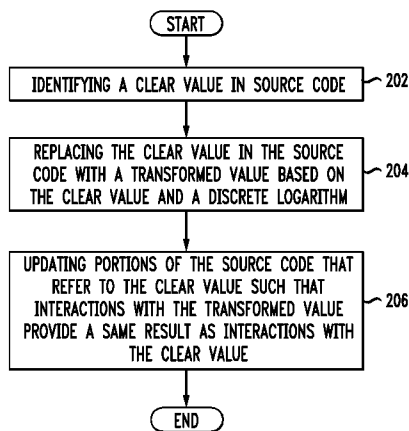 START
IDENTIFYING A CLEAR VALUE IN SOURCE CODE
202
REPLACING THE CLEAR VALUE IN THE SOURCE
CODE WITH A TRANSFORMED VALUE BASED ON
THE CLEAR VALUE AND A DISCRETE LOGARITHM
204
UPDATING PORTIONS OF THE SOURCE CODE THAT
REFER TO THE CLEAR VALUE SUCH THAT
INTERACTIONS WITH THE TRANSFORMED VALUE
PROVIDE A SAME RESULT AS INTERACTIONS WITH
THE CLEAR VALUE
206
END